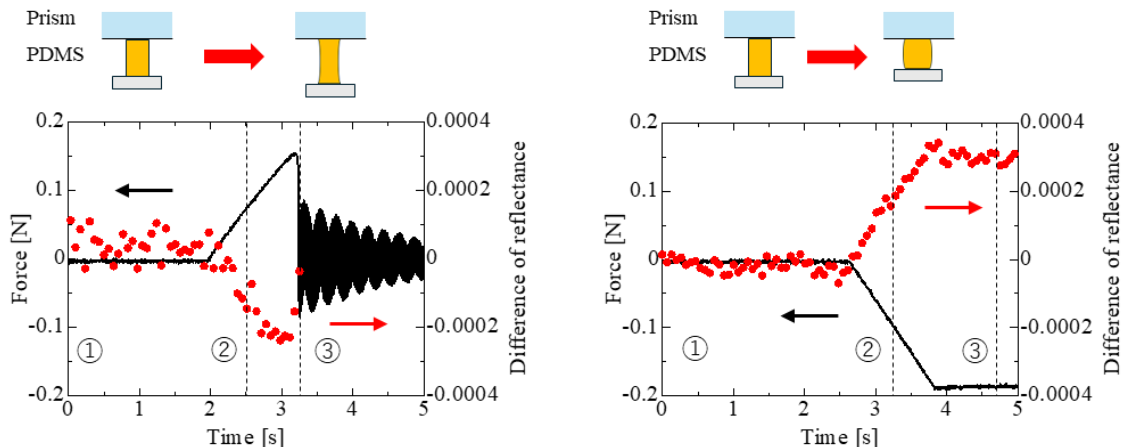 Prism
PDMS
0.2
0.1
0
-0.1
-0.2
Force [N]
0.0004
0.0002
0
-0.0002
-0.0004
Difference of reflectance
① ② ③
0 1 2 3 4 5
Time [s]
Prism
PDMS
0.2
0.1
0
-0.1
-0.2
Force [N]
0.0004
0.0002
0
-0.0002
-0.0004
Difference of reflectance
① ② ③
0 1 2 3 4 5
Time [s]